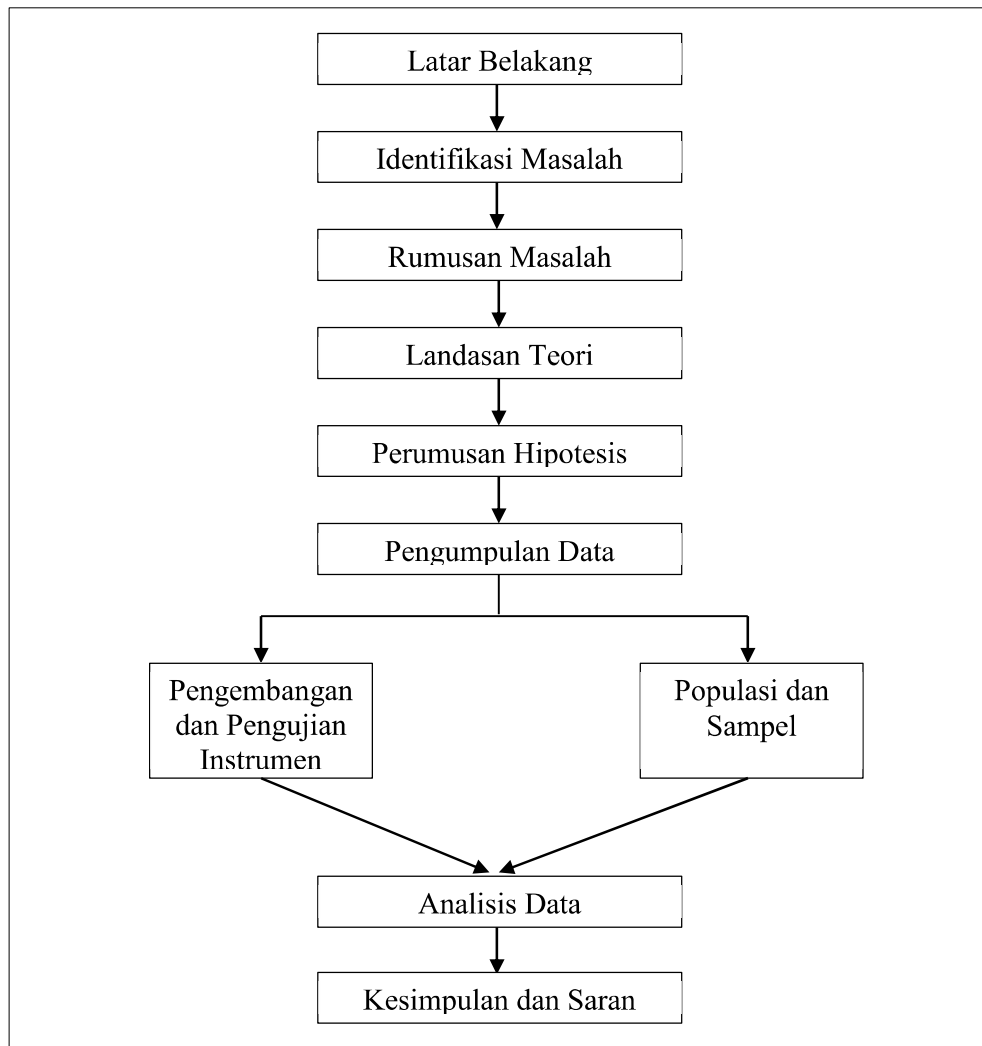 Latar Belakang
Identifikasi Masalah
Rumusan Masalah
Landasan Teori
Perumusan Hipotesis
Pengumpulan Data
Pengembangan
dan Pengujian
Instrumen
Populasi dan
Sampel
Analisis Data
Kesimpulan dan Saran